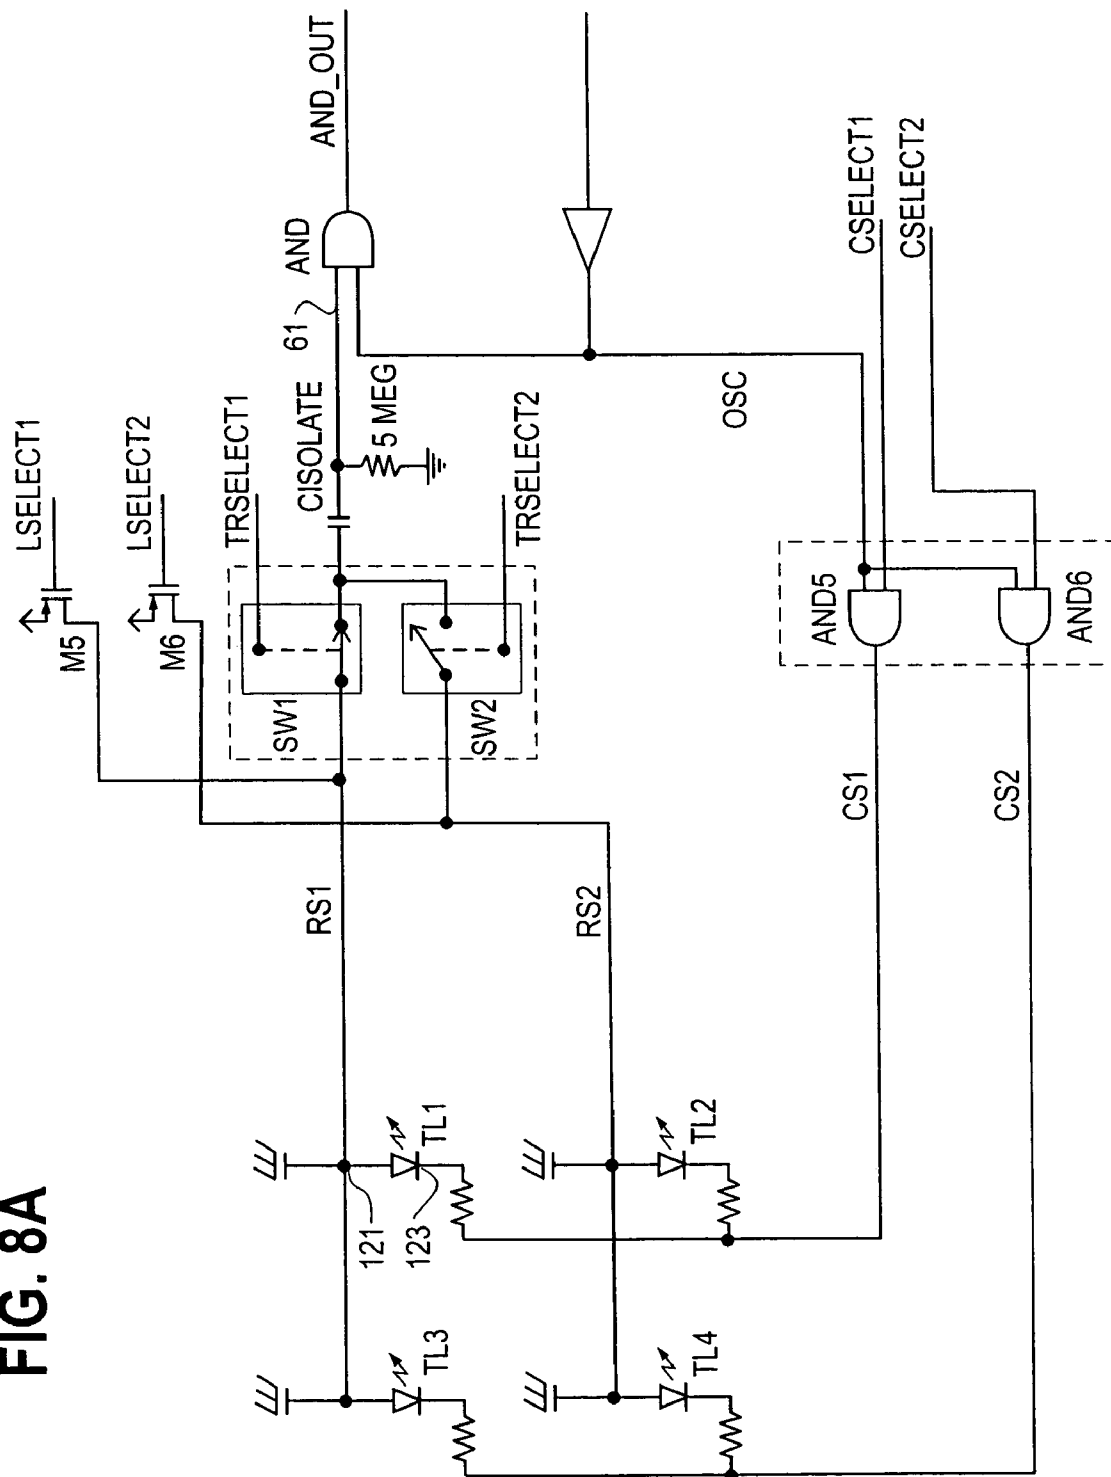 FIG. 8A
LSELECT1
LSELECT2
M5
M6
TRSELECT1
TRSELECT2
SW1
SW2
CISOLATE
5 MEG
61
AND
AND_OUT
OSC
CSELECT1
CSELECT2
AND5
AND6
RS1
RS2
CS1
CS2
121
123
TL1
TL2
TL3
TL4